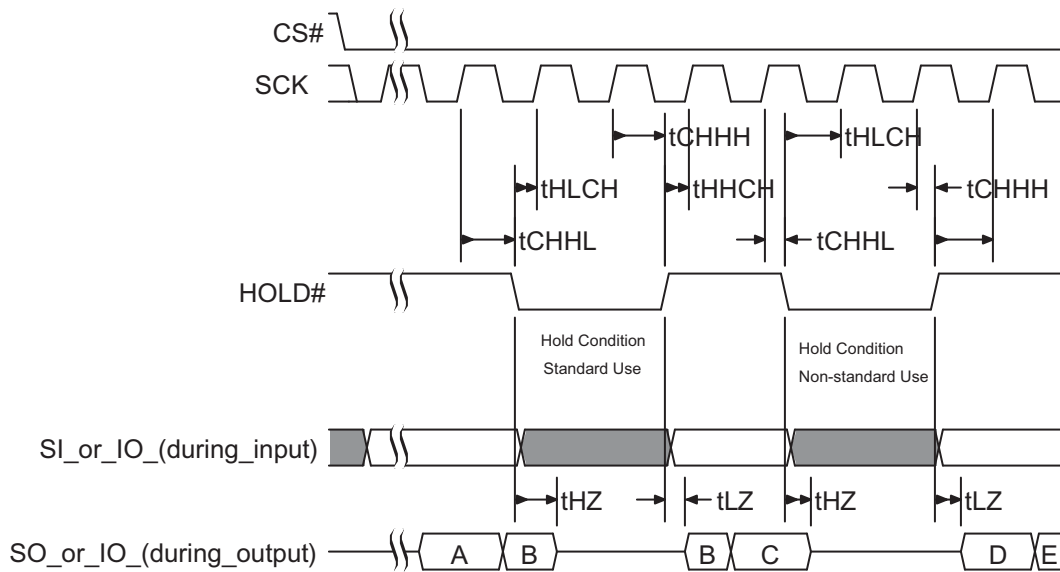 CS#
SCK
tCHHH
tHLCH
tHLCH
tHHCH
tCHHH
tCHHL
tCHHL
HOLD#
Hold Condition
Standard Use
Hold Condition
Non-standard Use
SI_or_IO_(during_input)
tHZ
tLZ
tHZ
tLZ
SO_or_IO_(during_output)
A
B
B
C
D
E